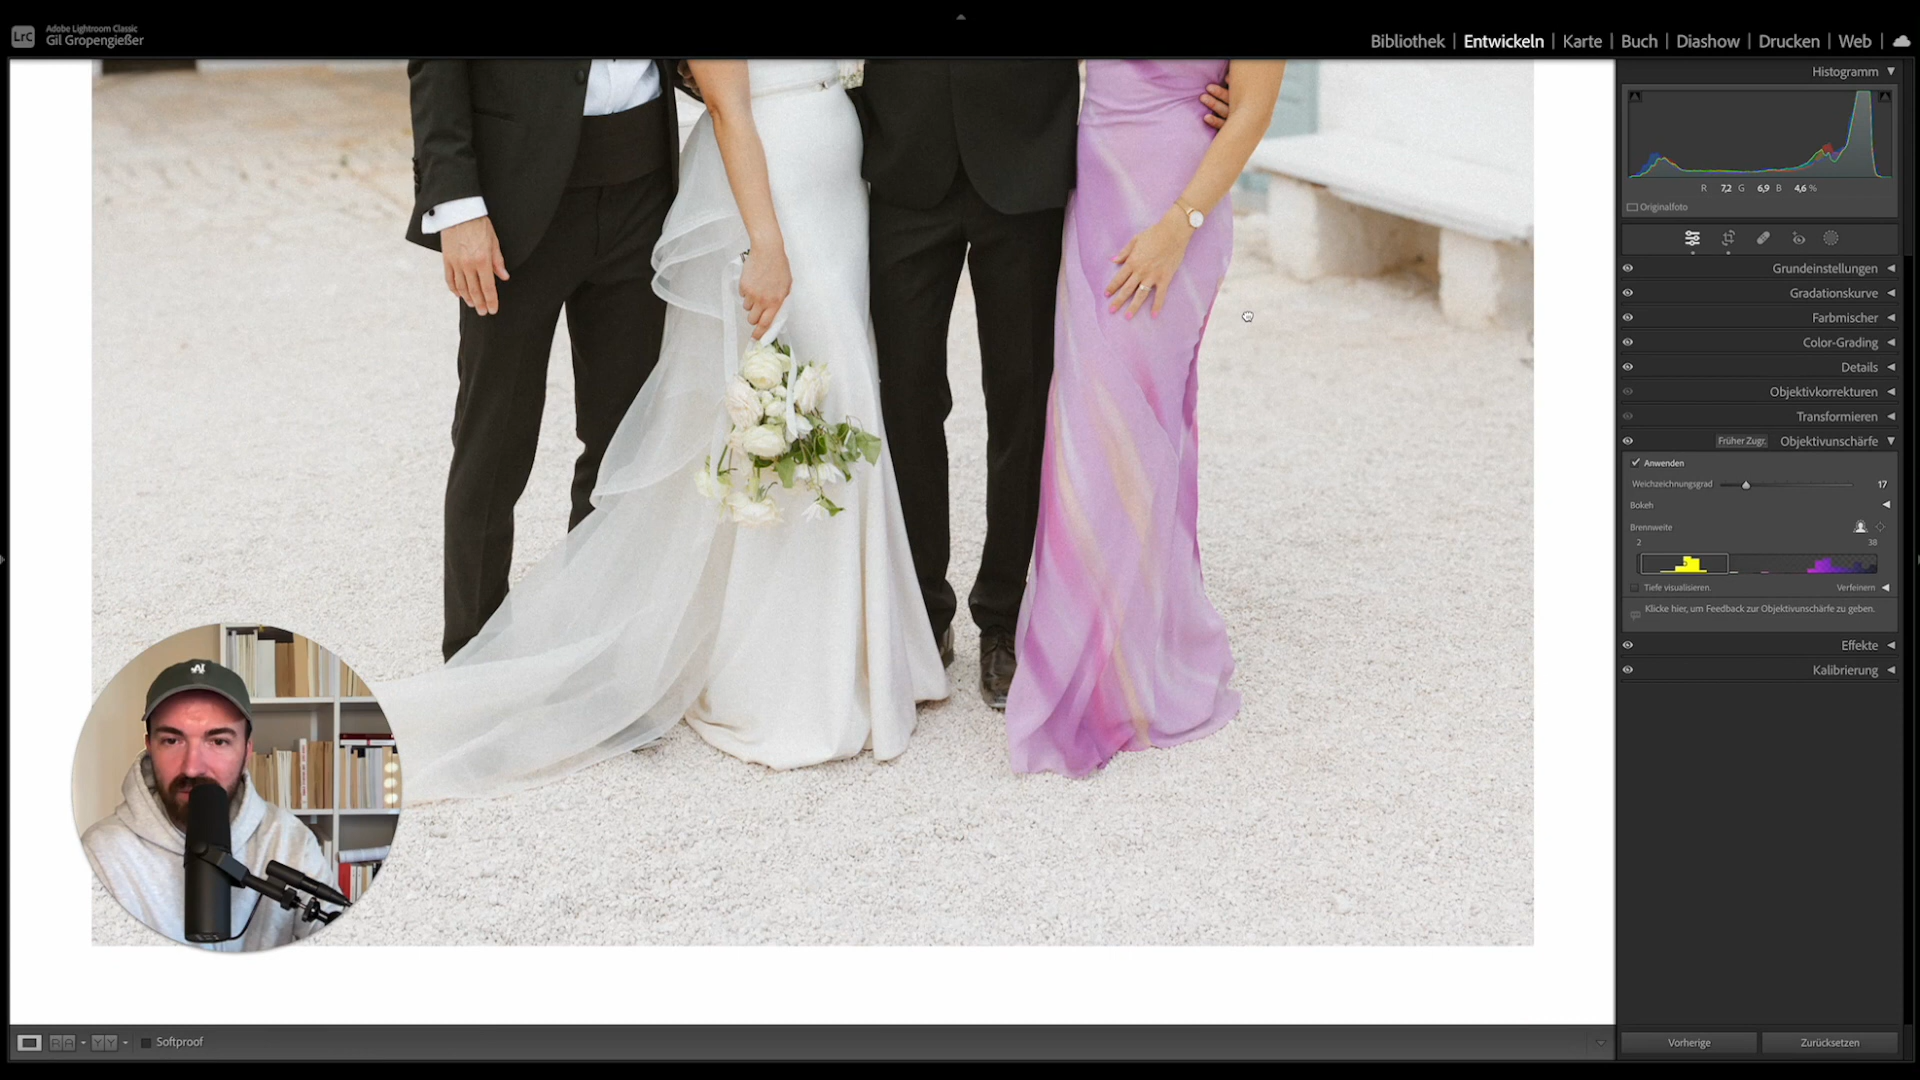 LrC
Adobe Lightroom Classic
Gil Gropengießer
Bibliothek | Entwickeln | Karte | Buch | Diashow | Drucken | Web |
Histogramm
R 7,2 G 6,9 B 4,6 %
Originalfoto
Grundeinstellungen
Gradationskurve
Farbmischer
Color-Grading
Details
Objektivkorrekturen
Transformieren
Früher Zugr. Objektivunschärfe
Anwenden
Weichzeichnungsgrad 17
Bokeh
Brennweite
2 38
Tiefe visualisieren. Verfeinern
Klicke hier, um Feedback zur Objektivunschärfe zu geben.
Effekte
Kalibrierung
R A Y Y Softproof
Vorherige Zurücksetzen